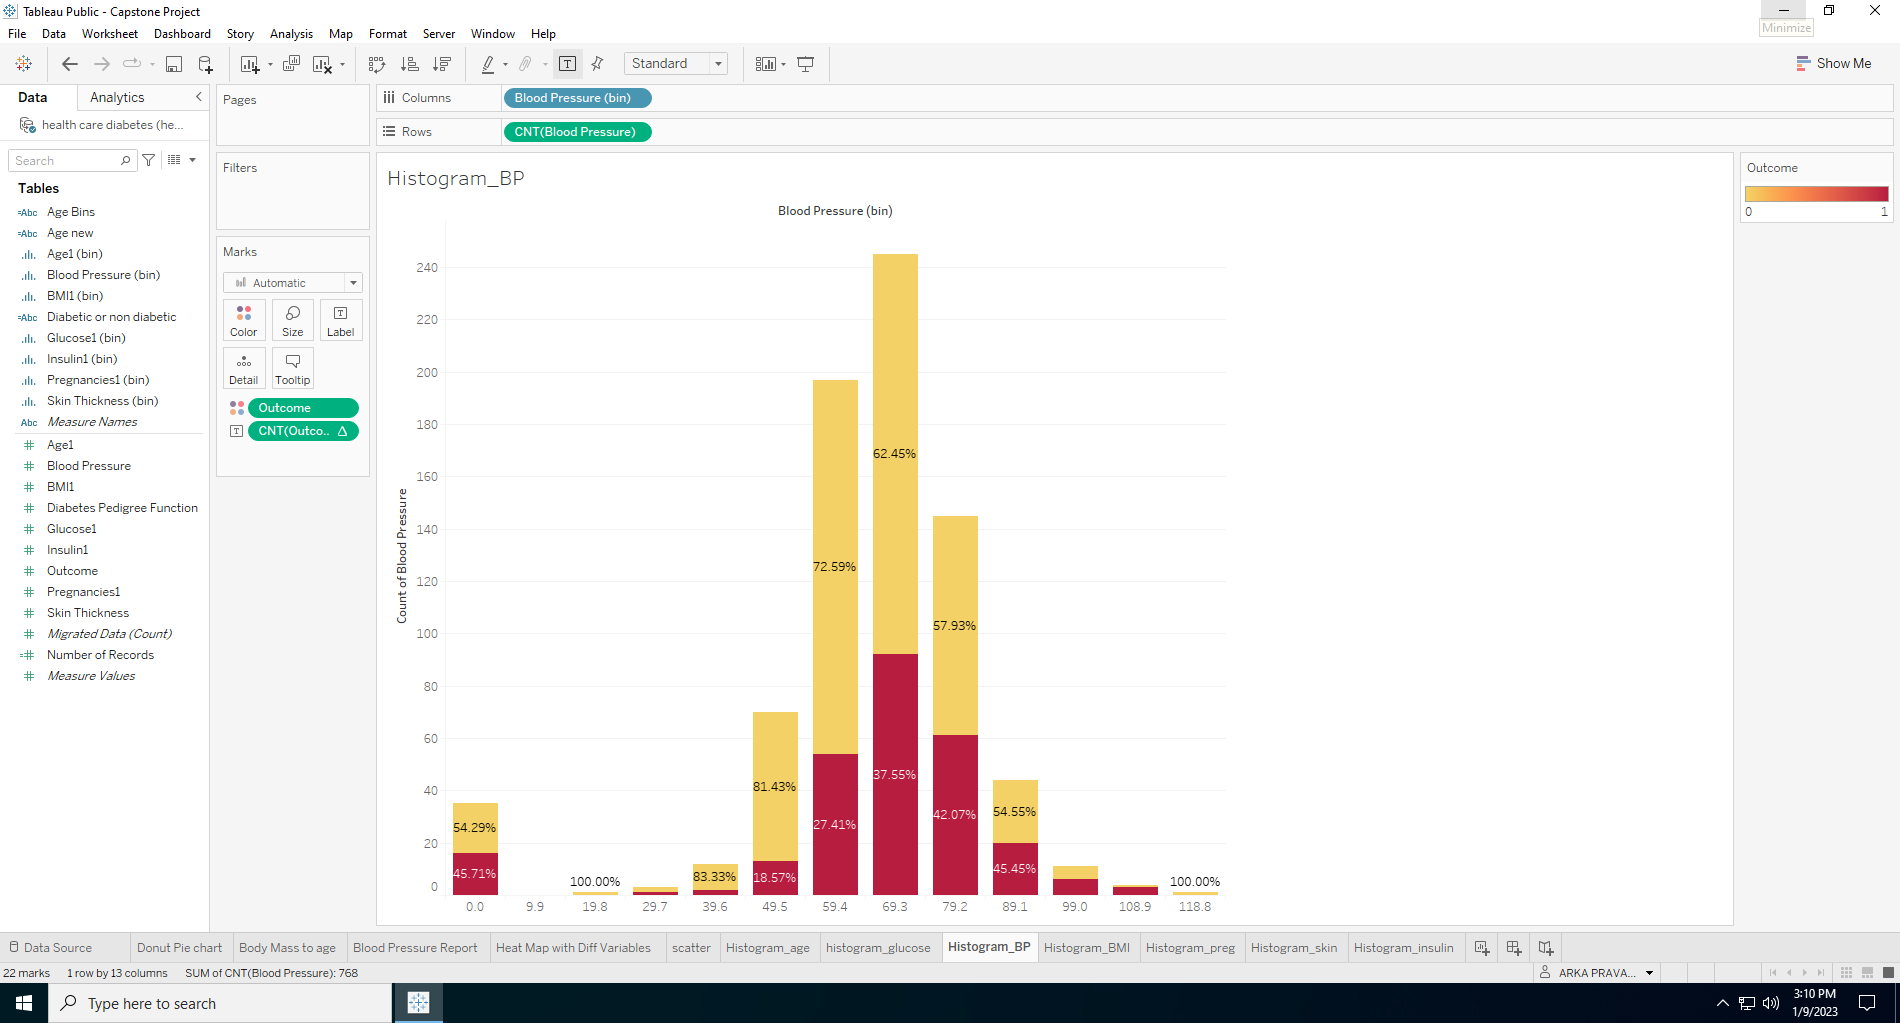 Tableau Public - Capstone Project
Minimize
File Data Worksheet Dashboard Story Analysis Map Format Server Window Help
Standard
Show Me
Data Analytics
health care diabetes (he...
Search
Tables
Abc Age Bins
Abc Age new
Age1 (bin)
Blood Pressure (bin)
BMI1 (bin)
Abc Diabetic or non diabetic
Glucose1 (bin)
Insulin1 (bin)
Pregnancies1 (bin)
Skin Thickness (bin)
Abc Measure Names
Age1
Blood Pressure
BMI1
Diabetes Pedigree Function
Glucose1
Insulin1
Outcome
Pregnancies1
Skin Thickness
Migrated Data (Count)
Number of Records
Measure Values
Pages
Filters
Marks
Automatic
Color Size Label
Detail Tooltip
Outcome
CNT(Outco..
Columns Blood Pressure (bin)
Rows CNT(Blood Pressure)
Histogram_BP
Blood Pressure (bin)
Count of Blood Pressure
240
220
200
180
160
140
120
100
80
60
40
20
0
54.29%
45.71%
100.00%
83.33%
81.43%
18.57%
72.59%
27.41%
62.45%
37.55%
57.93%
42.07%
54.55%
45.45%
100.00%
0.0 9.9 19.8 29.7 39.6 49.5 59.4 69.3 79.2 89.1 99.0 108.9 118.8
Outcome
0 1
Data Source Donut Pie chart Body Mass to age Blood Pressure Report Heat Map with Diff Variables scatter Histogram_age histogram_glucose Histogram_BP Histogram_BMI Histogram_preg Histogram_skin Histogram_insulin
22 marks 1 row by 13 columns SUM of CNT(Blood Pressure): 768
ARKA PRAVA...
Type here to search
3:10 PM
1/9/2023